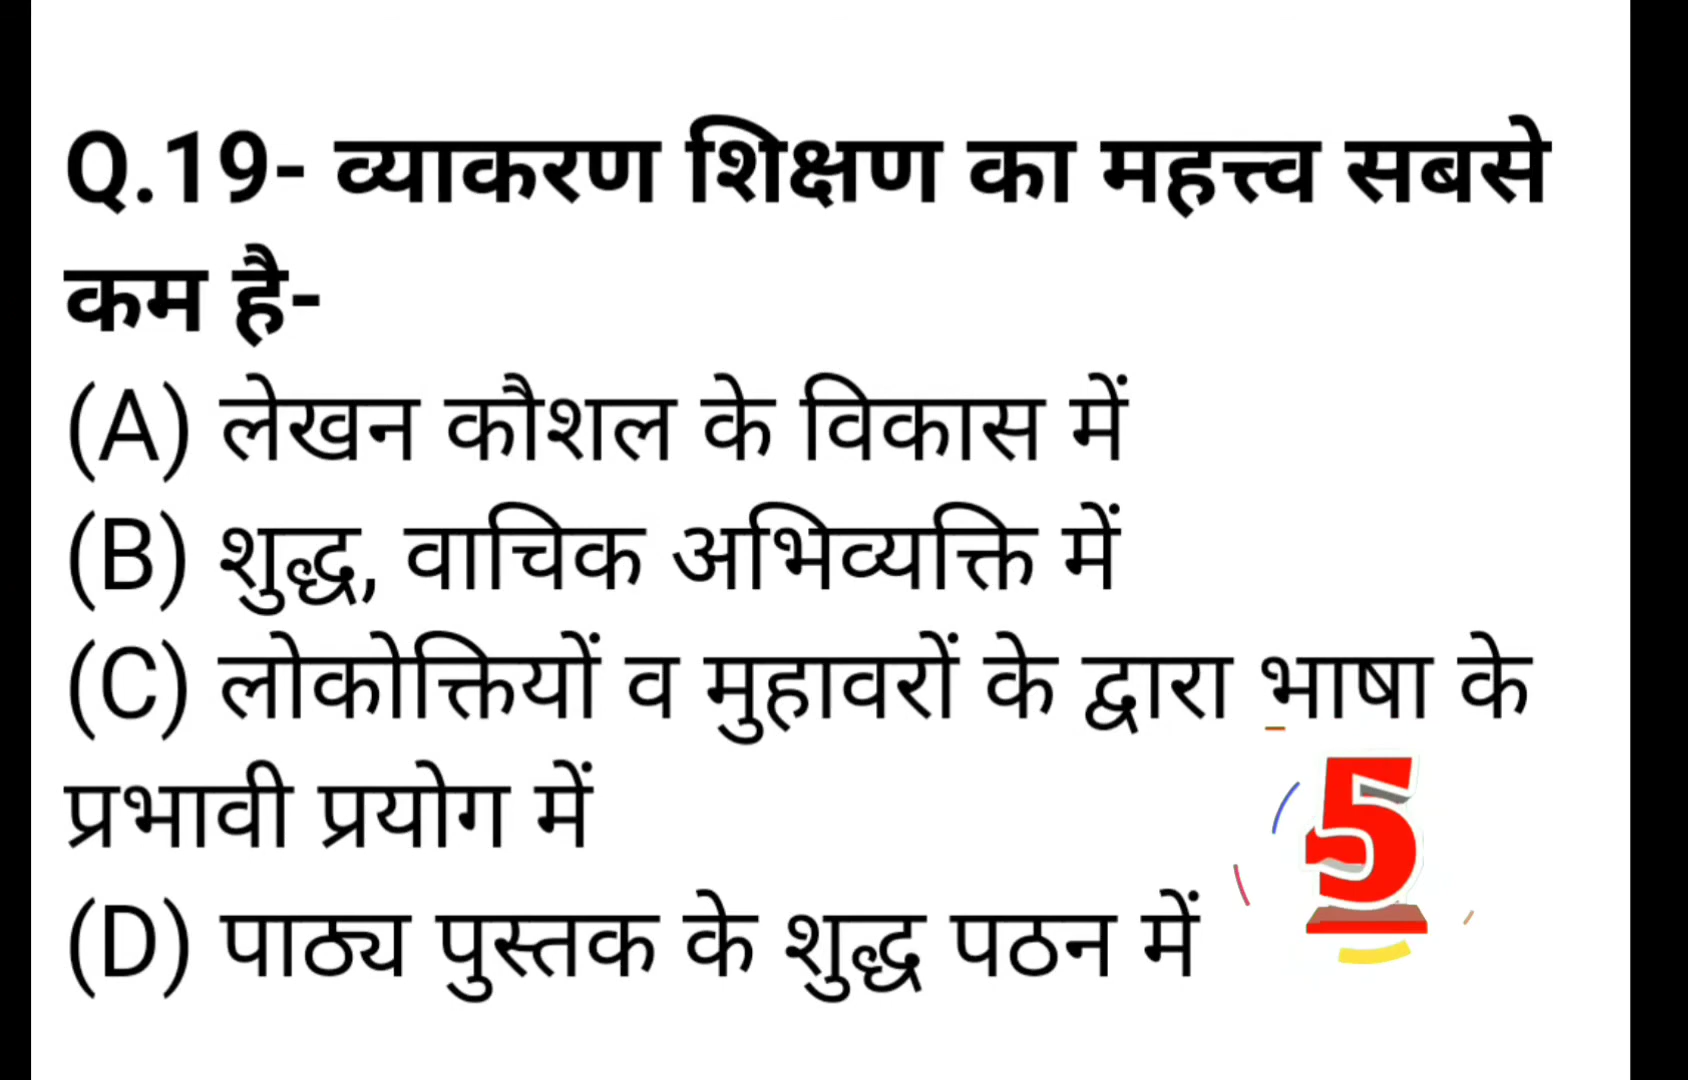 Q.19- व्याकरण शिक्षण का महत्त्व सबसे
कम है-
(A) लेखन कौशल के विकास में
(B) शुद्ध, वाचिक अभिव्यक्ति में
(C) लोकोक्तियों व मुहावरों के द्वारा भाषा के
प्रभावी प्रयोग में
(D) पाठ्य पुस्तक के शुद्ध पठन में
5